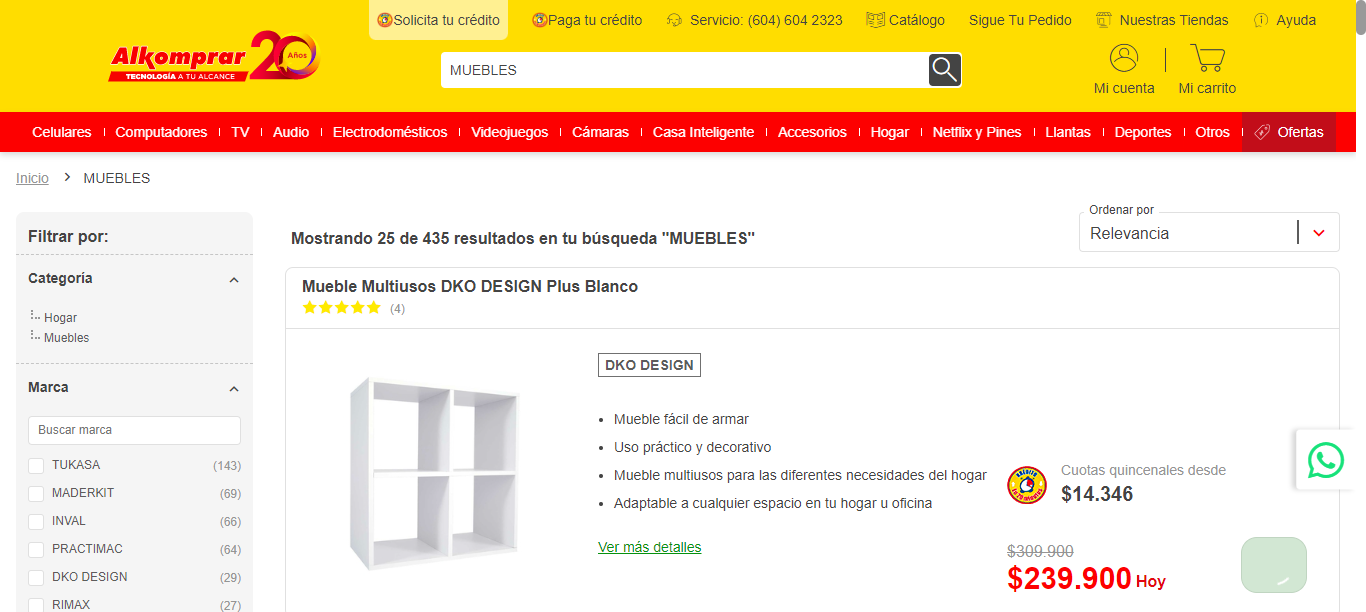 Solicita tu crédito
Paga tu crédito
Servicio: (604) 604 2323
Catálogo
Sigue Tu Pedido
Nuestras Tiendas
Ayuda
Alkomprar
TECNOLOGÍA A TU ALCANCE
20 Años
MUEBLES
Mi cuenta
Mi carrito
Celulares
Computadores
TV
Audio
Electrodomésticos
Videojuegos
Cámaras
Casa Inteligente
Accesorios
Hogar
Netflix y Pines
Llantas
Deportes
Otros
Ofertas
Inicio > MUEBLES
Filtrar por:
Categoría
Hogar
Muebles
Marca
Buscar marca
TUKASA (143)
MADERKIT (69)
INVAL (66)
PRACTIMAC (64)
DKO DESIGN (29)
RIMAX (27)
Mostrando 25 de 435 resultados en tu búsqueda "MUEBLES"
Ordenar por
Relevancia
Mueble Multiusos DKO DESIGN Plus Blanco
(4)
DKO DESIGN
• Mueble fácil de armar
• Uso práctico y decorativo
• Mueble multiusos para las diferentes necesidades del hogar
• Adaptable a cualquier espacio en tu hogar u oficina
Ver más detalles
Cuotas quincenales desde
$14.346
$309.900
$239.900 Hoy